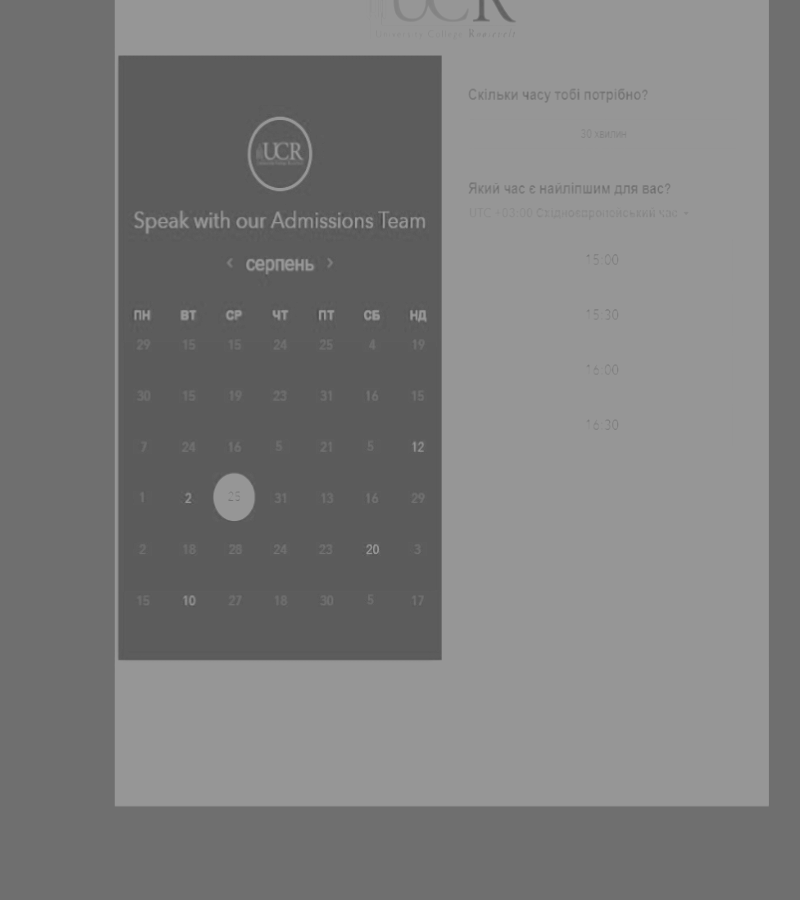 UCR
University College Roosevelt
UCR
Speak with our Admissions Team
‹ серпень ›
ПН ВТ СР ЧТ ПТ СБ НД
29 15 15 24 25 4 19
30 15 19 23 31 16 15
7 24 16 5 21 5 12
1 2 25 31 13 16 29
2 18 28 24 23 20 3
15 10 27 18 30 5 17
Скільки часу тобі потрібно?
30 хвилин
Який час є найліпшим для вас?
UTC +03:00 Східноєвропейський час
15:00
15:30
16:00
16:30